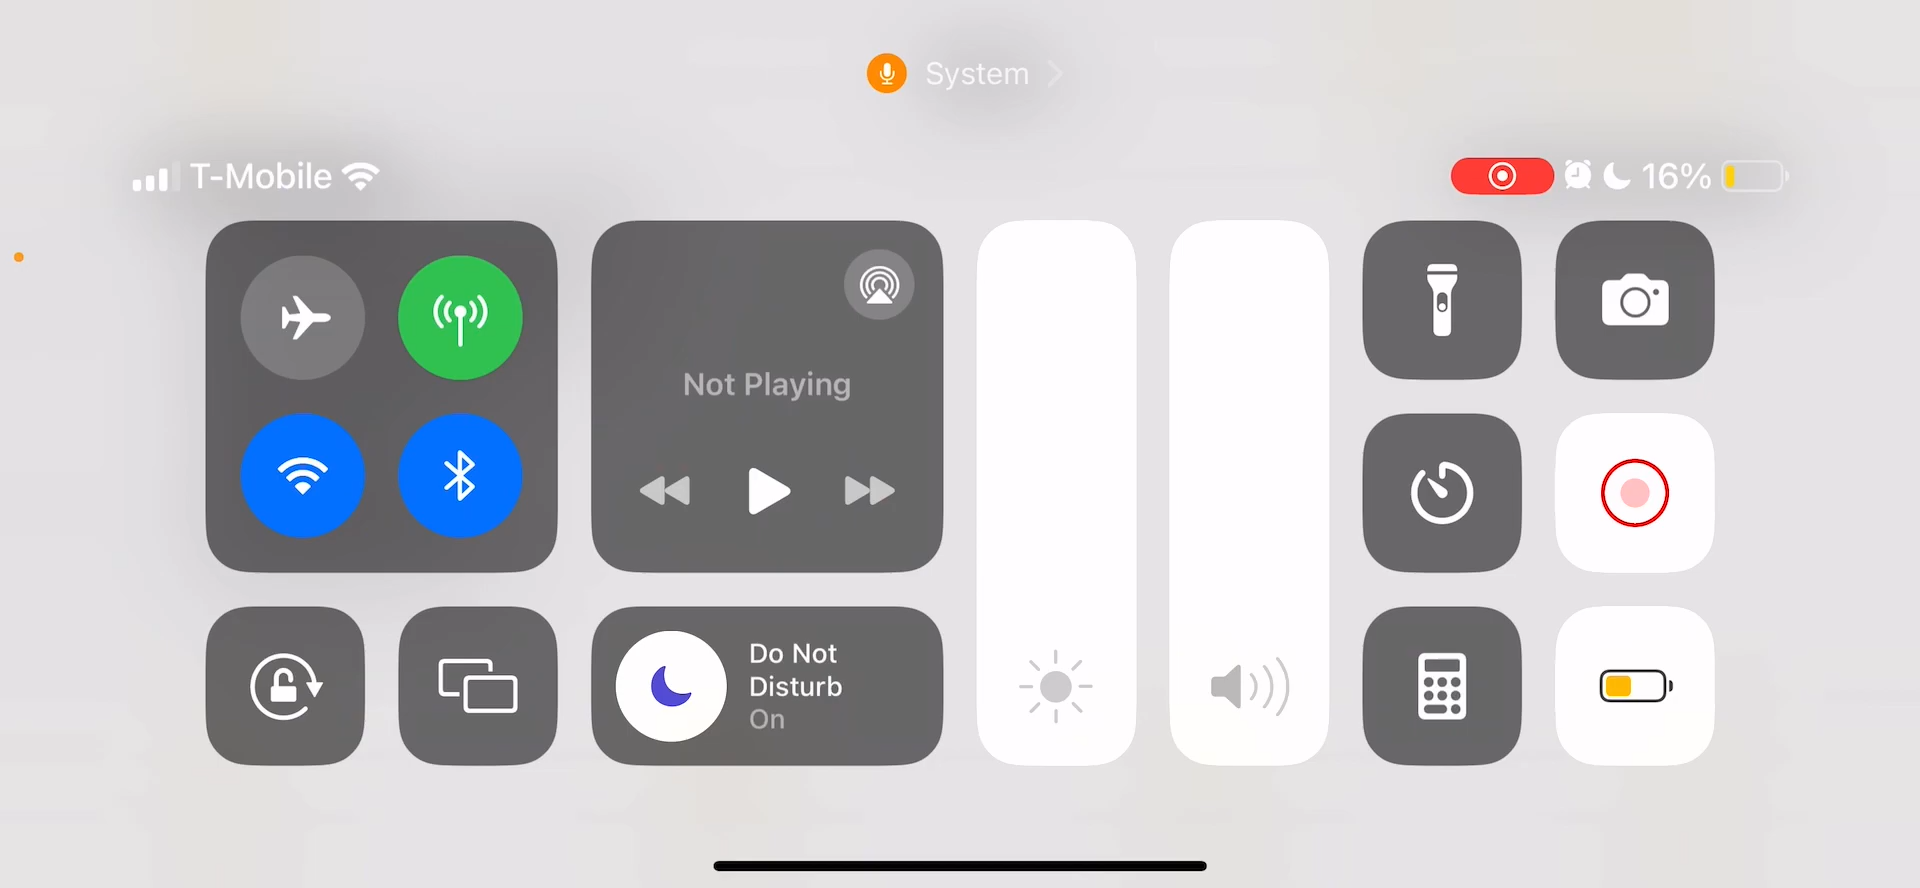 System
T-Mobile
16%
Not Playing
Do Not
Disturb
On